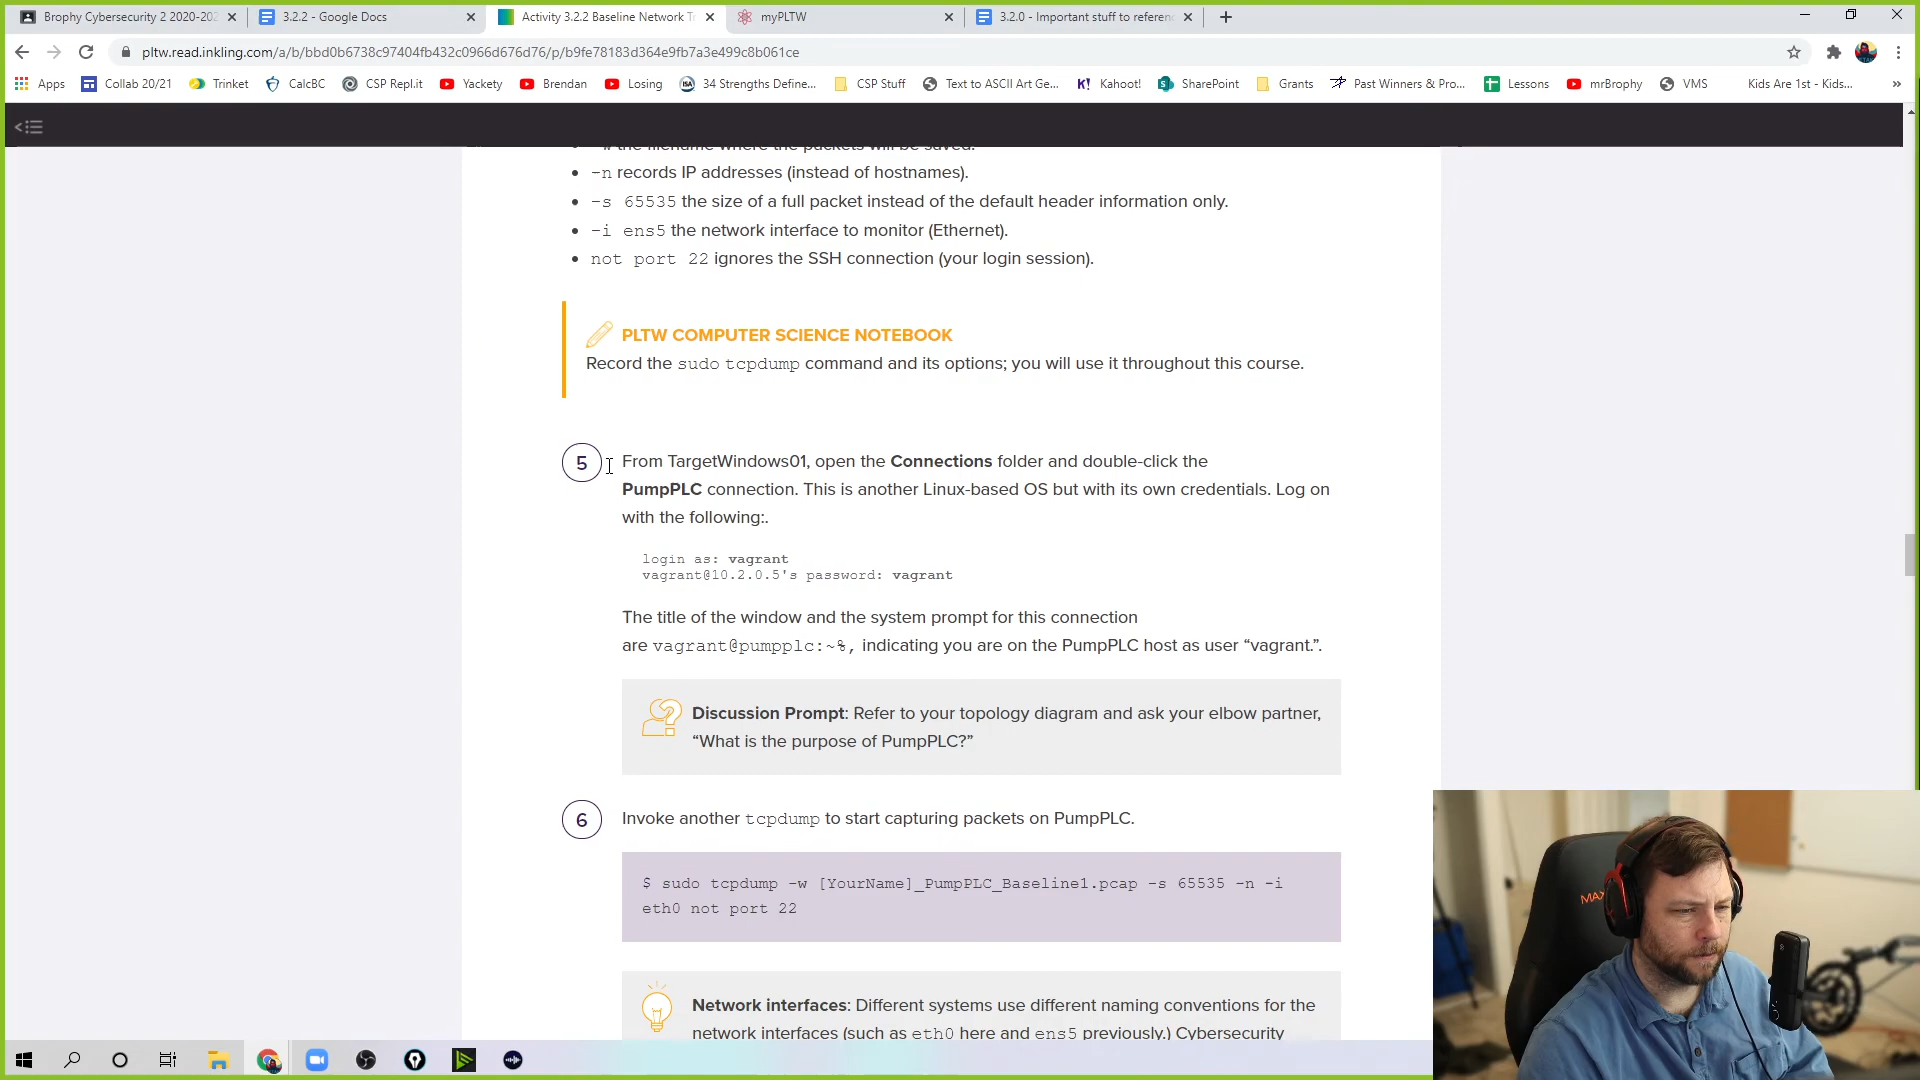 Brophy Cybersecurity 2 2020-202
3.2.2 - Google Docs
Activity 3.2.2 Baseline Network Tr
myPLTW
3.2.0 - Important stuff to referen
pltw.read.inkling.com/a/b/bbd0b6738c97404fb432c0966d676d76/p/b9fe78183d364e9fb7a3e499c8b061ce
Apps
Collab 20/21
Trinket
CalcBC
CSP Repl.it
Yackety
Brendan
Losing
34 Strengths Define...
CSP Stuff
Text to ASCII Art Ge...
Kahoot!
SharePoint
Grants
Past Winners & Pro...
Lessons
mrBrophy
VMS
Kids Are 1st - Kids...
the filename where the packets will be saved.
-n records IP addresses (instead of hostnames).
-s 65535 the size of a full packet instead of the default header information only.
-i ens5 the network interface to monitor (Ethernet).
not port 22 ignores the SSH connection (your login session).
PLTW COMPUTER SCIENCE NOTEBOOK
Record the sudo tcpdump command and its options; you will use it throughout this course.
5
From TargetWindows01, open the Connections folder and double-click the
PumpPLC connection. This is another Linux-based OS but with its own credentials. Log on
with the following:.
login as: vagrant
vagrant@10.2.0.5's password: vagrant
The title of the window and the system prompt for this connection
are vagrant@pumpplc:~%, indicating you are on the PumpPLC host as user “vagrant.”.
Discussion Prompt: Refer to your topology diagram and ask your elbow partner,
“What is the purpose of PumpPLC?”
6
Invoke another tcpdump to start capturing packets on PumpPLC.
$ sudo tcpdump -w [YourName]_PumpPLC_Baseline1.pcap -s 65535 -n -i
eth0 not port 22
Network interfaces: Different systems use different naming conventions for the
network interfaces (such as eth0 here and ens5 previously.) Cybersecurity
MAX